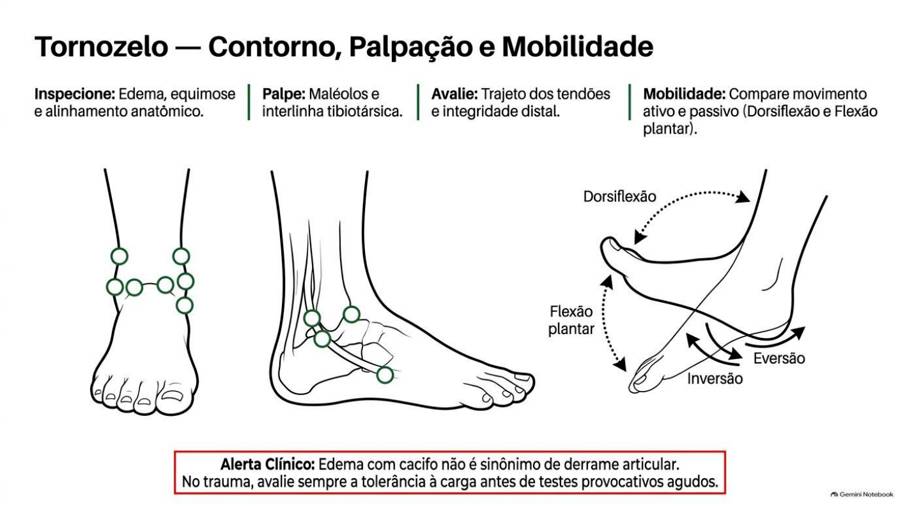 Tornozelo — Contorno, Palpação e Mobilidade
Inspecione: Edema, equimose
e alinhamento anatômico.
Palpe: Maléolos e
interlinha tibiotársica.
Avalie: Trajeto dos tendões
e integridade distal.
Mobilidade: Compare movimento
ativo e passivo (Dorsiflexão e Flexão
plantar).
Dorsiflexão
Flexão
plantar
Eversão
Inversão
Alerta Clínico: Edema com cacifo não é sinônimo de derrame articular.
No trauma, avalie sempre a tolerância à carga antes de testes provocativos agudos.
Gemini Notebook